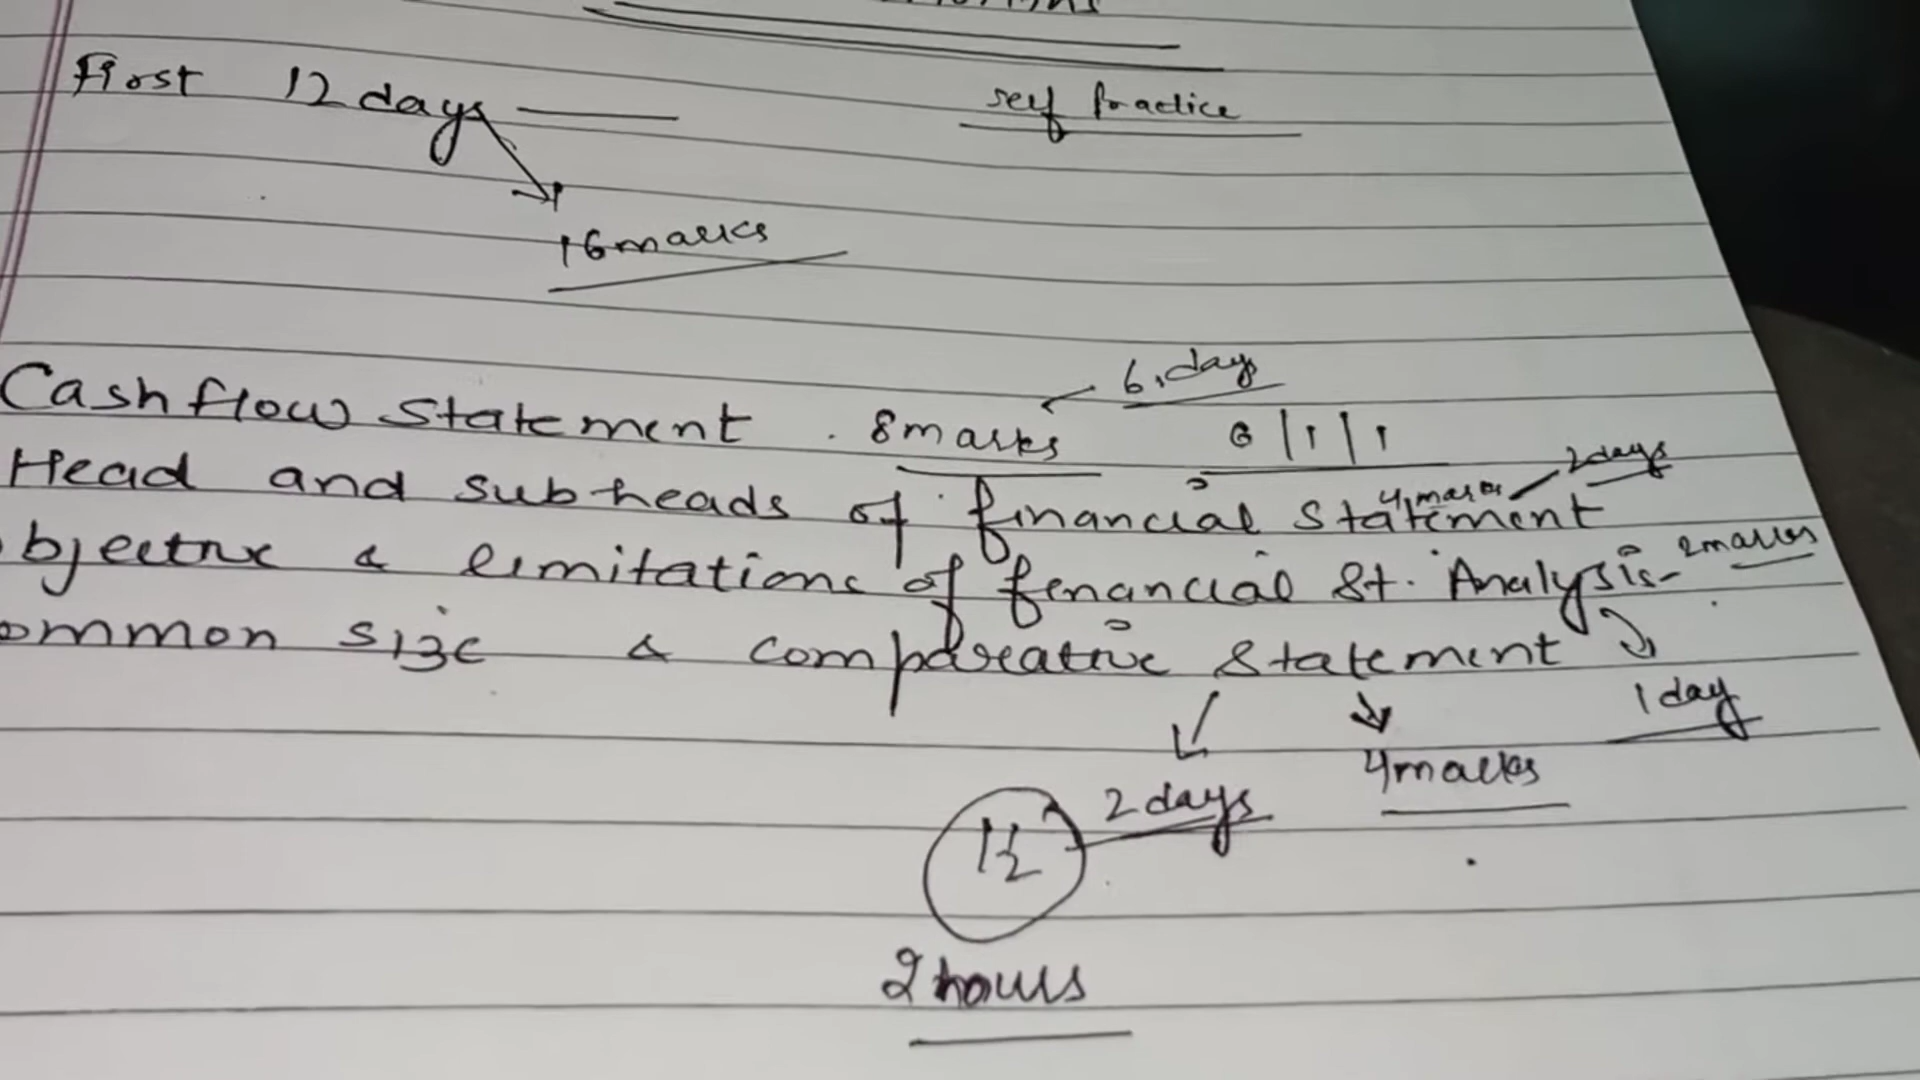 First 12 days
self Practice
16 marks
6 day
Cash flow Statement . 8 marks
6 | 1 | 1
2 days
4 marks
Head and subheads of financial Statement
bjective & limitations of financial St. Analysis - 2 marks
ommon size & comparative Statement
1 day
4 marks
2 days
1½
2 hours